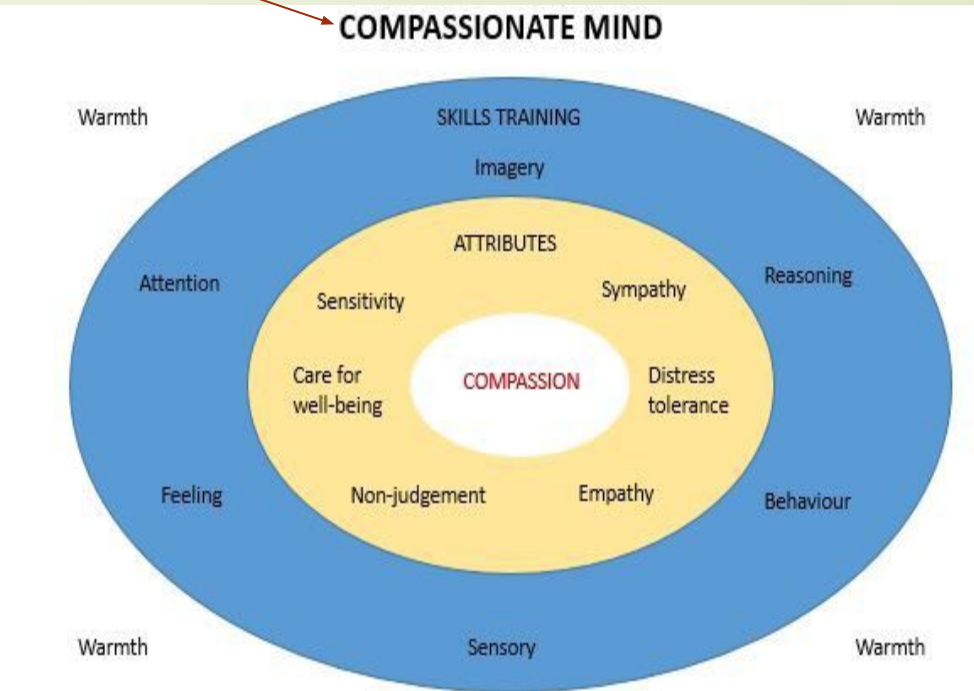 COMPASSIONATE MIND
Warmth
SKILLS TRAINING
Warmth
Imagery
ATTRIBUTES
Attention
Reasoning
Sensitivity
Sympathy
Care for
well-being
COMPASSION
Distress
tolerance
Feeling
Non-judgement
Empathy
Behaviour
Warmth
Sensory
Warmth